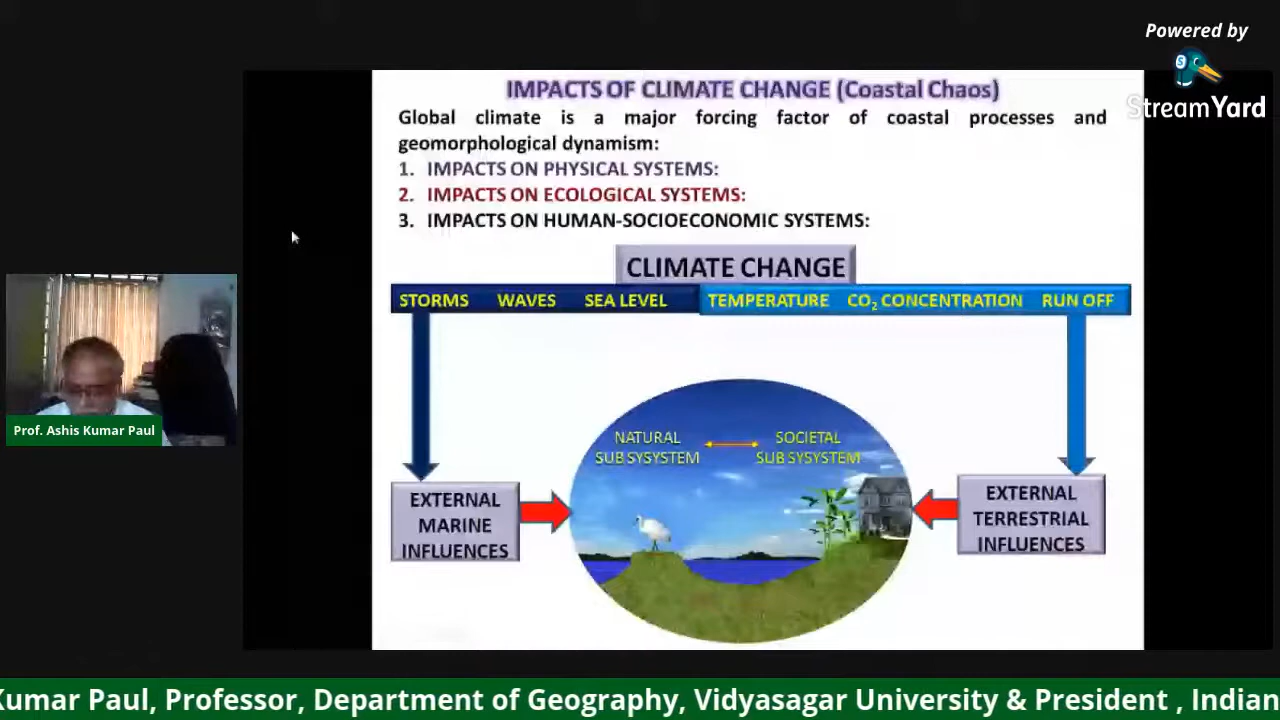 Powered by
StreamYard
IMPACTS OF CLIMATE CHANGE (Coastal Chaos)
Global climate is a major forcing factor of coastal processes and
geomorphological dynamism:
1. IMPACTS ON PHYSICAL SYSTEMS:
2. IMPACTS ON ECOLOGICAL SYSTEMS:
3. IMPACTS ON HUMAN-SOCIOECONOMIC SYSTEMS:
CLIMATE CHANGE
STORMS WAVES SEA LEVEL TEMPERATURE CO₂ CONCENTRATION RUN OFF
NATURAL
SUB SYSYSTEM
SOCIETAL
SUB SYSYSTEM
EXTERNAL
MARINE
INFLUENCES
EXTERNAL
TERRESTRIAL
INFLUENCES
Prof. Ashis Kumar Paul
Kumar Paul, Professor, Department of Geography, Vidyasagar University & President , Indian